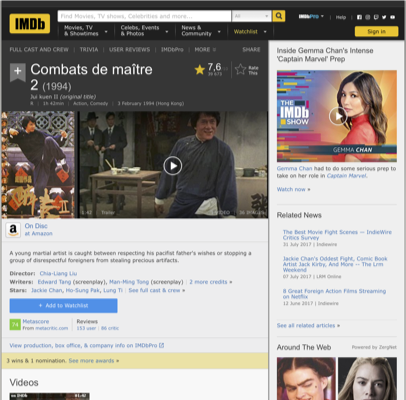 IMDb
Find Movies, TV shows, Celebrities and more...
All
Movies, TV
& Showtimes
Celebs, Events
& Photos
News &
Community
Watchlist
IMDbPro
Help
Sign in
FULL CAST AND CREW | TRIVIA | USER REVIEWS | IMDbPro | MORE
SHARE
+
Combats de maître
2 (1994)
Jui kuen II (original title)
R | 1h 42min | Action, Comedy | 3 February 1994 (Hong Kong)
7,6
Rate
This
Trailer
On Disc
at Amazon
A young martial artist is caught between respecting his pacifist father's wishes or stopping a
group of disrespectful foreigners from stealing precious artifacts.
Director: Chia-Liang Liu
Writers: Edward Tang (screenplay), Man-Ming Tong (screenplay) | 2 more credits »
Stars: Jackie Chan, Ho-Sung Pak, Lung Ti | See full cast & crew »
+ Add to Watchlist
Metascore
From metacritic.com
Reviews
153 user | 86 critic
View production, box office, & company info on IMDbPro
3 wins & 1 nomination. See more awards »
Videos
Inside Gemma Chan's Intense
'Captain Marvel' Prep
THE
IMDb
SHOW
GEMMA CHAN
Gemma Chan had to do some serious prep to
take on her role in Captain Marvel.
Watch now »
Related News
The Best Movie Fight Scenes — IndieWire
Critics Survey
31 July 2017 | Indiewire
Jackie Chan's Oddest Fight, Comic Book
Artist Jack Kirby, And More — The Lrm
Weekend
07 July 2017 | LRM Online
8 Great Foreign Action Films Streaming
on Netflix
12 June 2017 | Indiewire
See all related articles »
Around The Web
Powered by ZergNet